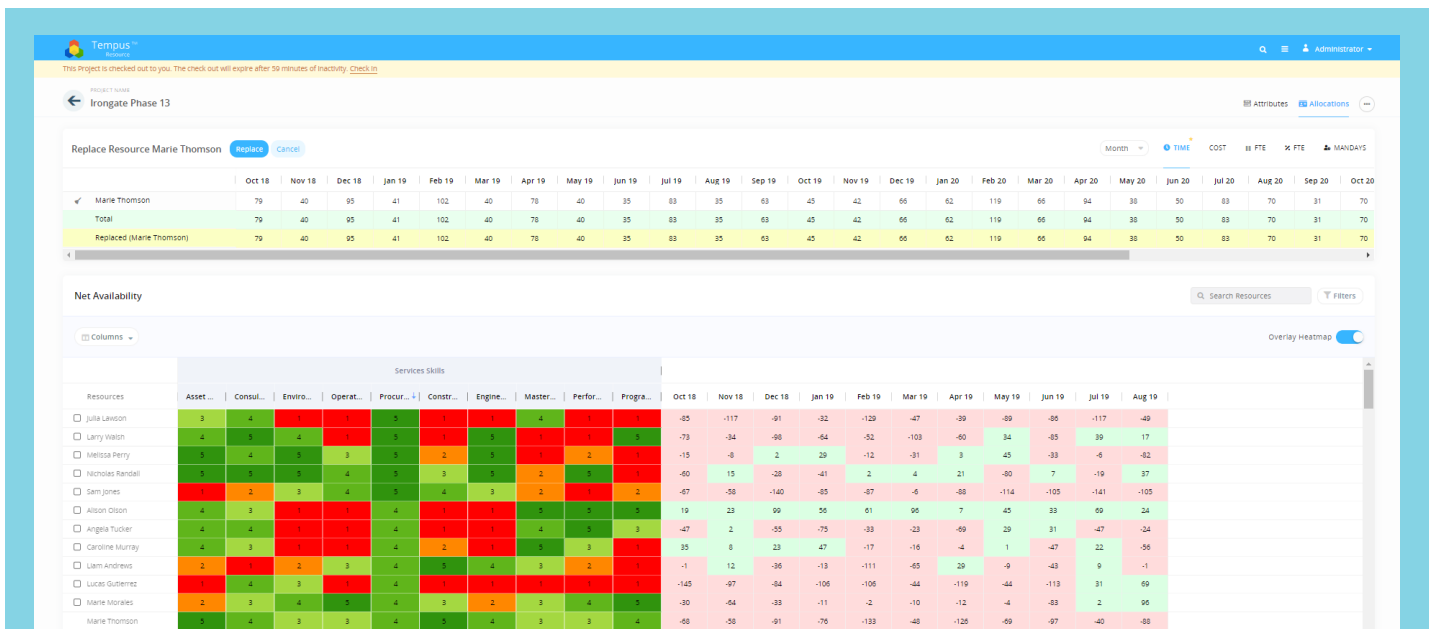 Tempus™
Resource
Administrator
This Project is checked out to you. The check out will expire after 59 minutes of inactivity. Check in
PROJECT NAME
Irongate Phase 13
Attributes Allocations
Replace Resource Marie Thomson Replace Cancel Month TIME COST FTE % FTE MANDAYS
Oct 18 Nov 18 Dec 18 Jan 19 Feb 19 Mar 19 Apr 19 May 19 Jun 19 Jul 19 Aug 19 Sep 19 Oct 19 Nov 19 Dec 19 Jan 20 Feb 20 Mar 20 Apr 20 May 20 Jun 20 Jul 20 Aug 20 Sep 20 Oct 20
Marie Thomson 79 40 95 41 102 40 78 40 35 83 35 63 45 42 66 62 119 66 94 38 50 83 70 31 70
Total 79 40 95 41 102 40 78 40 35 83 35 63 45 42 66 62 119 66 94 38 50 83 70 31 70
Replaced (Marie Thomson) 79 40 95 41 102 40 78 40 35 83 35 63 45 42 66 62 119 66 94 38 50 83 70 31 70
Net Availability Search Resources Filters
Columns Overlay Heatmap
Services Skills
Resources Asset ... Consul... Enviro... Operat... Procur... Constr... Engine... Master... Perfor... Progra... Oct 18 Nov 18 Dec 18 Jan 19 Feb 19 Mar 19 Apr 19 May 19 Jun 19 Jul 19 Aug 19
Julia Lawson 3 4 1 1 5 1 1 4 1 1 -85 -117 -91 -32 -129 -47 -39 -89 -86 -117 -49
Larry Walsh 4 5 4 1 5 1 5 1 1 5 -73 -34 -98 -64 -52 -103 -60 34 -85 39 17
Melissa Perry 5 4 5 3 5 2 5 1 2 1 -15 -8 2 29 -12 -31 3 45 -33 -6 -82
Nicholas Randall 5 5 5 4 5 3 5 2 5 1 -60 15 -28 -41 2 4 21 -80 7 -19 37
Sam Jones 1 2 3 4 5 4 3 2 1 2 -67 -58 -140 -85 -87 -6 -88 -114 -105 -141 -105
Alison Olson 4 3 1 1 4 1 1 5 5 5 19 23 99 56 61 96 7 45 33 69 24
Angela Tucker 4 4 1 1 4 1 1 4 5 3 -47 2 -55 -75 -33 -23 -69 29 31 -47 -24
Caroline Murray 4 3 1 1 4 2 1 5 3 1 35 8 23 47 -17 -16 -4 1 -47 22 -56
Liam Andrews 2 1 2 3 4 5 4 3 2 1 -1 12 -36 -13 -111 -65 29 -9 -43 9 -1
Lucas Gutierrez 1 4 3 1 4 1 1 1 1 1 -145 -97 -84 -106 -106 -44 -119 -44 -113 31 69
Marie Morales 2 3 4 5 4 3 2 3 4 5 -30 -64 -33 -11 -2 -10 -12 -4 -83 2 96
Marie Thomson 5 4 3 3 4 5 4 3 3 4 -68 -58 -91 -76 -133 -48 -126 -69 -97 -40 -88